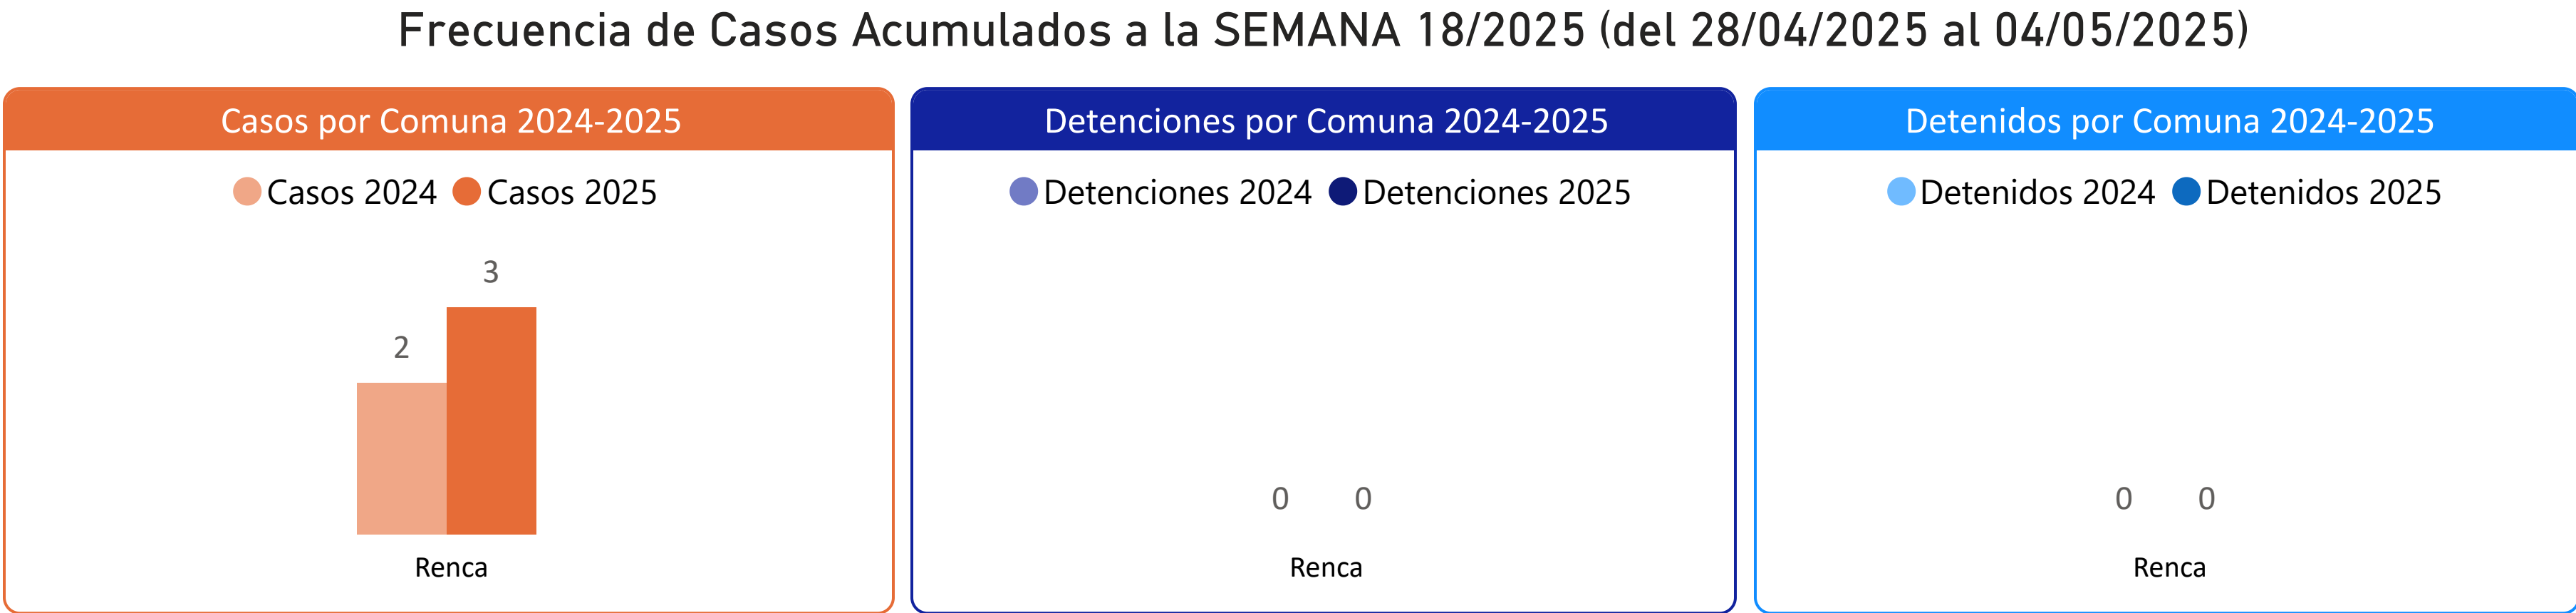 Frecuencia de Casos Acumulados a la SEMANA 18/2025 (del 28/04/2025 al 04/05/2025)
Casos por Comuna 2024-2025
Casos 2024 Casos 2025
3
2
Renca
Detenciones por Comuna 2024-2025
Detenciones 2024 Detenciones 2025
0 0
Renca
Detenidos por Comuna 2024-2025
Detenidos 2024 Detenidos 2025
0 0
Renca